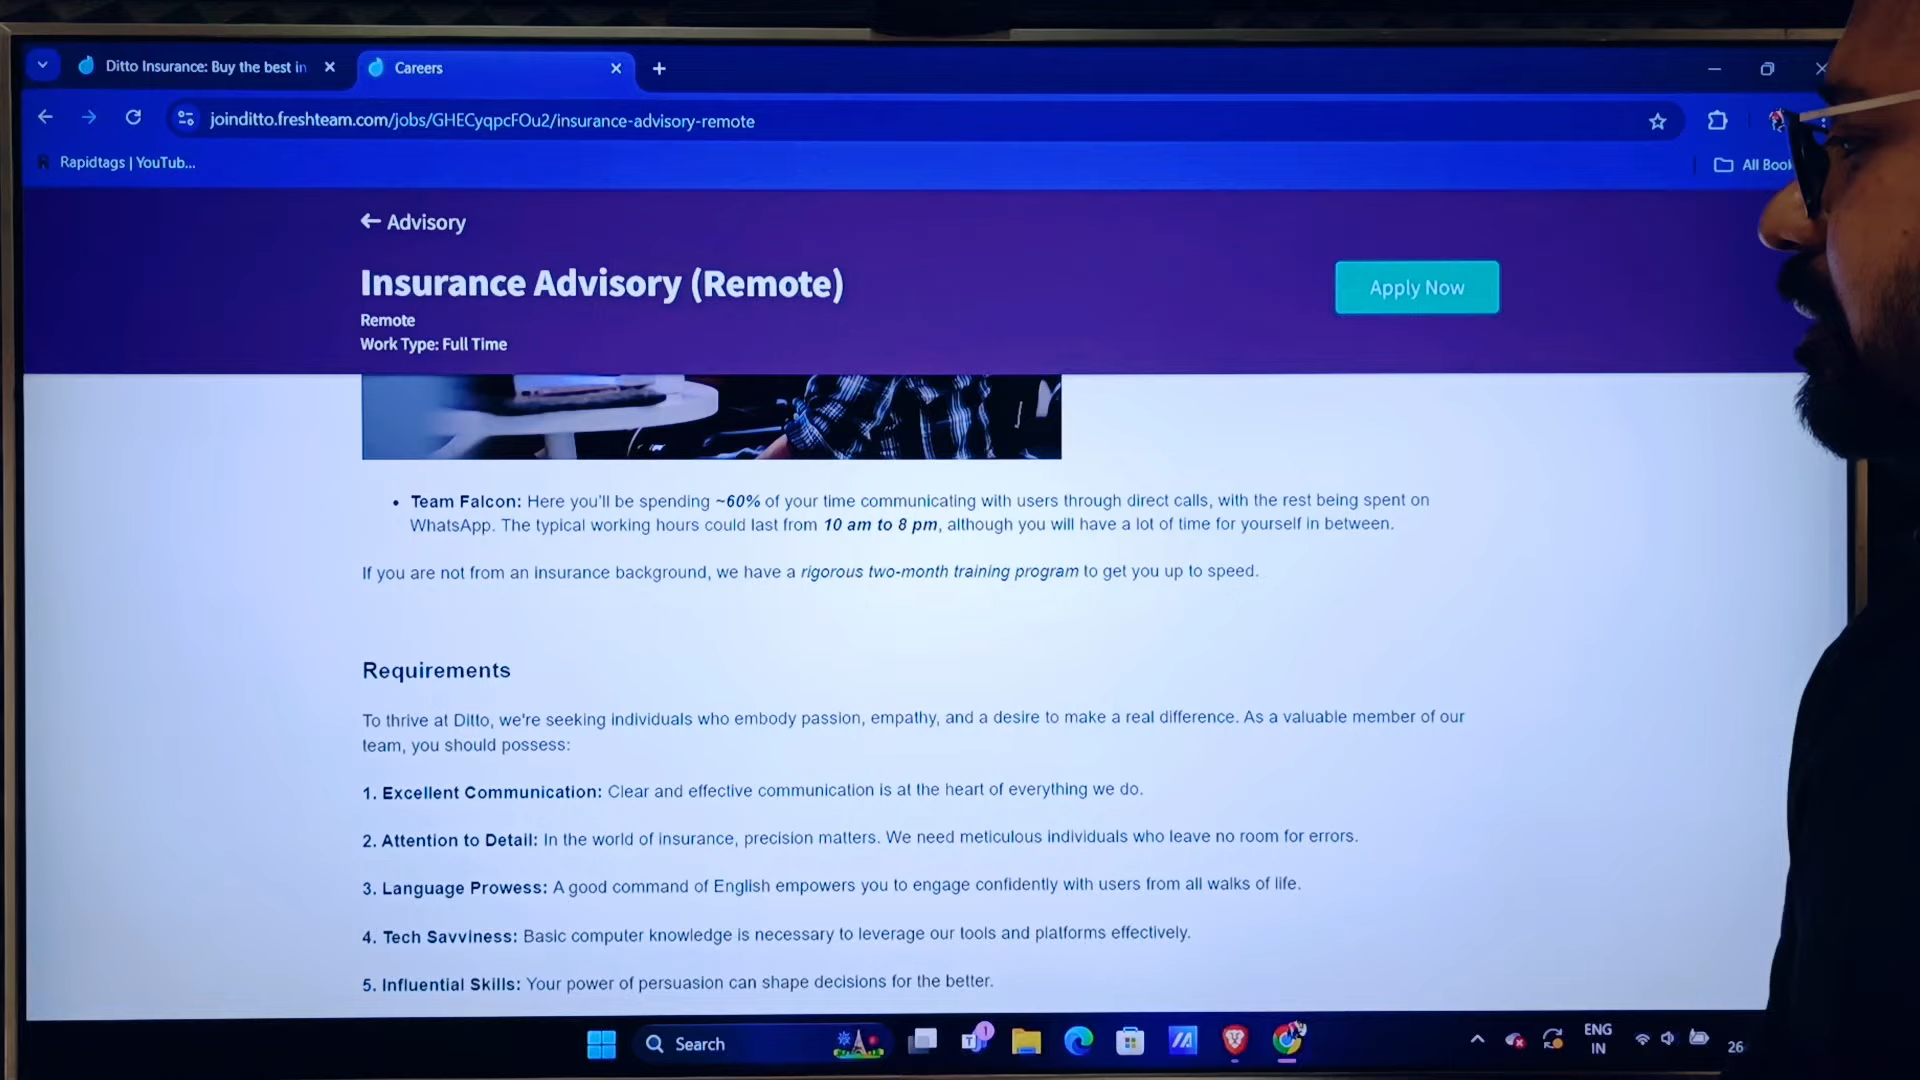 Ditto Insurance: Buy the best in
Careers
joinditto.freshteam.com/jobs/GHECyqpcFOu2/insurance-advisory-remote
Rapidtags | YouTub...
All Book
← Advisory
Insurance Advisory (Remote)
Apply Now
Remote
Work Type: Full Time
• Team Falcon: Here you'll be spending ~60% of your time communicating with users through direct calls, with the rest being spent on
WhatsApp. The typical working hours could last from 10 am to 8 pm, although you will have a lot of time for yourself in between.
If you are not from an insurance background, we have a rigorous two-month training program to get you up to speed.
Requirements
To thrive at Ditto, we're seeking individuals who embody passion, empathy, and a desire to make a real difference. As a valuable member of our
team, you should possess:
1. Excellent Communication: Clear and effective communication is at the heart of everything we do.
2. Attention to Detail: In the world of insurance, precision matters. We need meticulous individuals who leave no room for errors.
3. Language Prowess: A good command of English empowers you to engage confidently with users from all walks of life.
4. Tech Savviness: Basic computer knowledge is necessary to leverage our tools and platforms effectively.
5. Influential Skills: Your power of persuasion can shape decisions for the better.
Search
1
ENG
IN
26